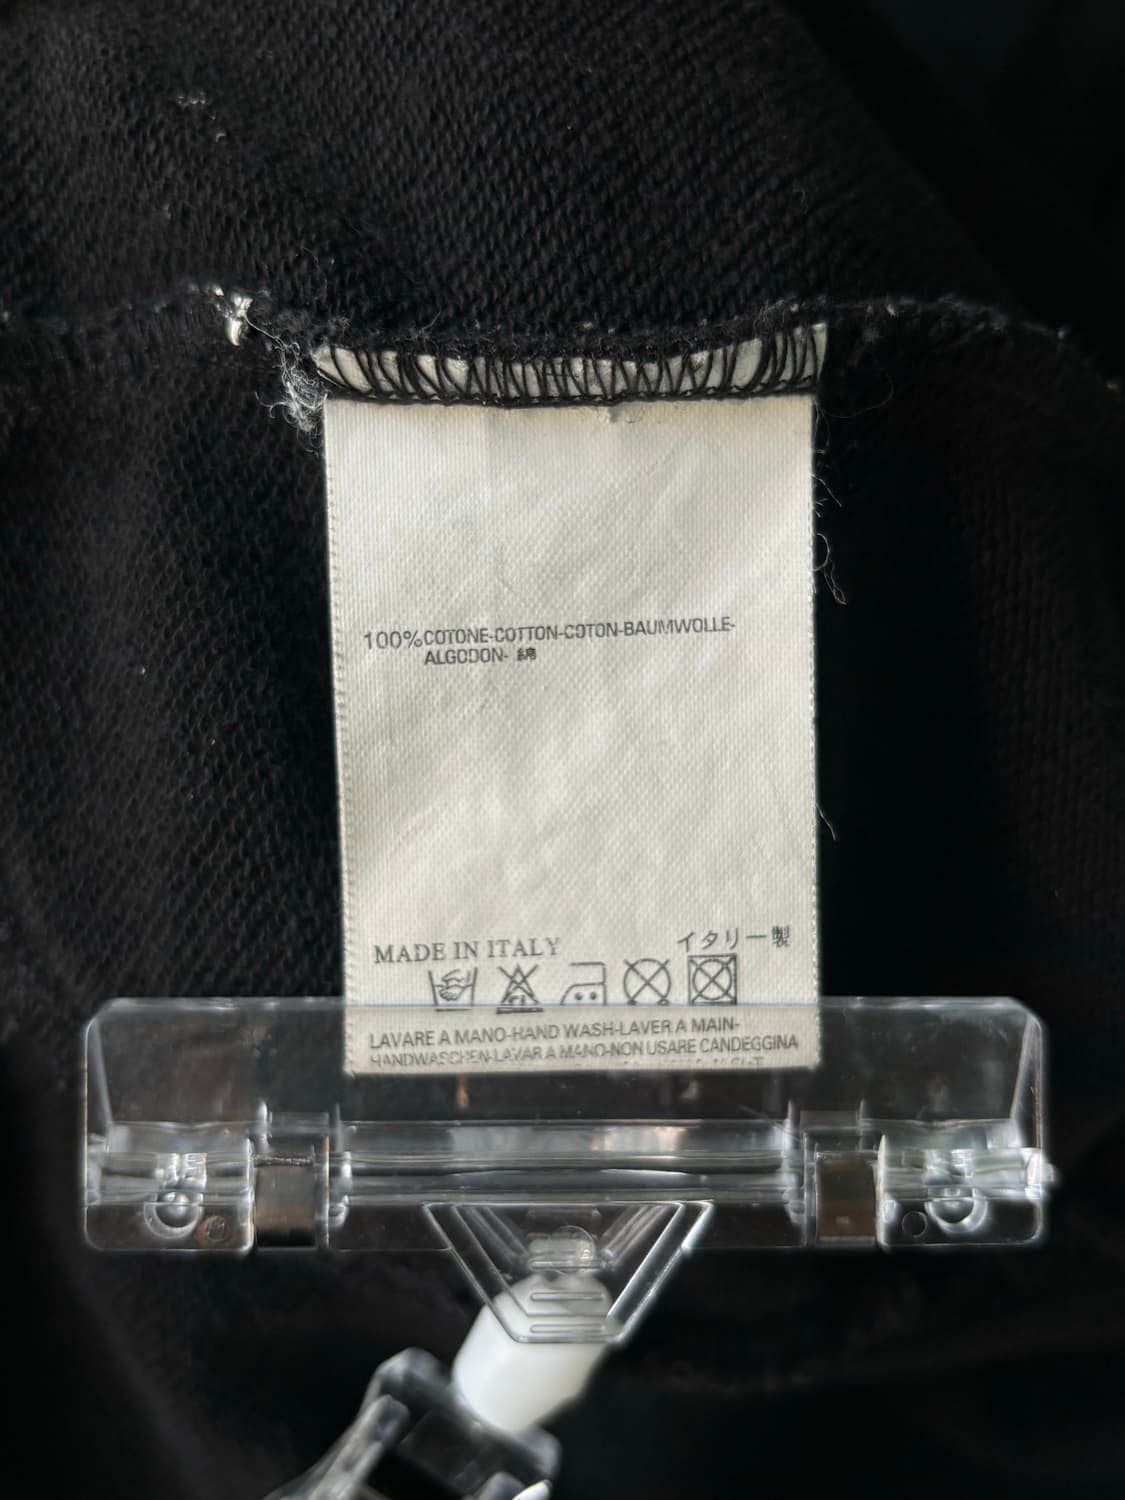 100% COTONE-COTTON-COTON-BAUMWOLLE-
ALGODON- 綿
MADE IN ITALY イタリー製
LAVARE A MANO-HAND WASH-LAVER A MAIN-
HANDWASCHEN-LAVAR A MANO-NON USARE CANDEGGINA